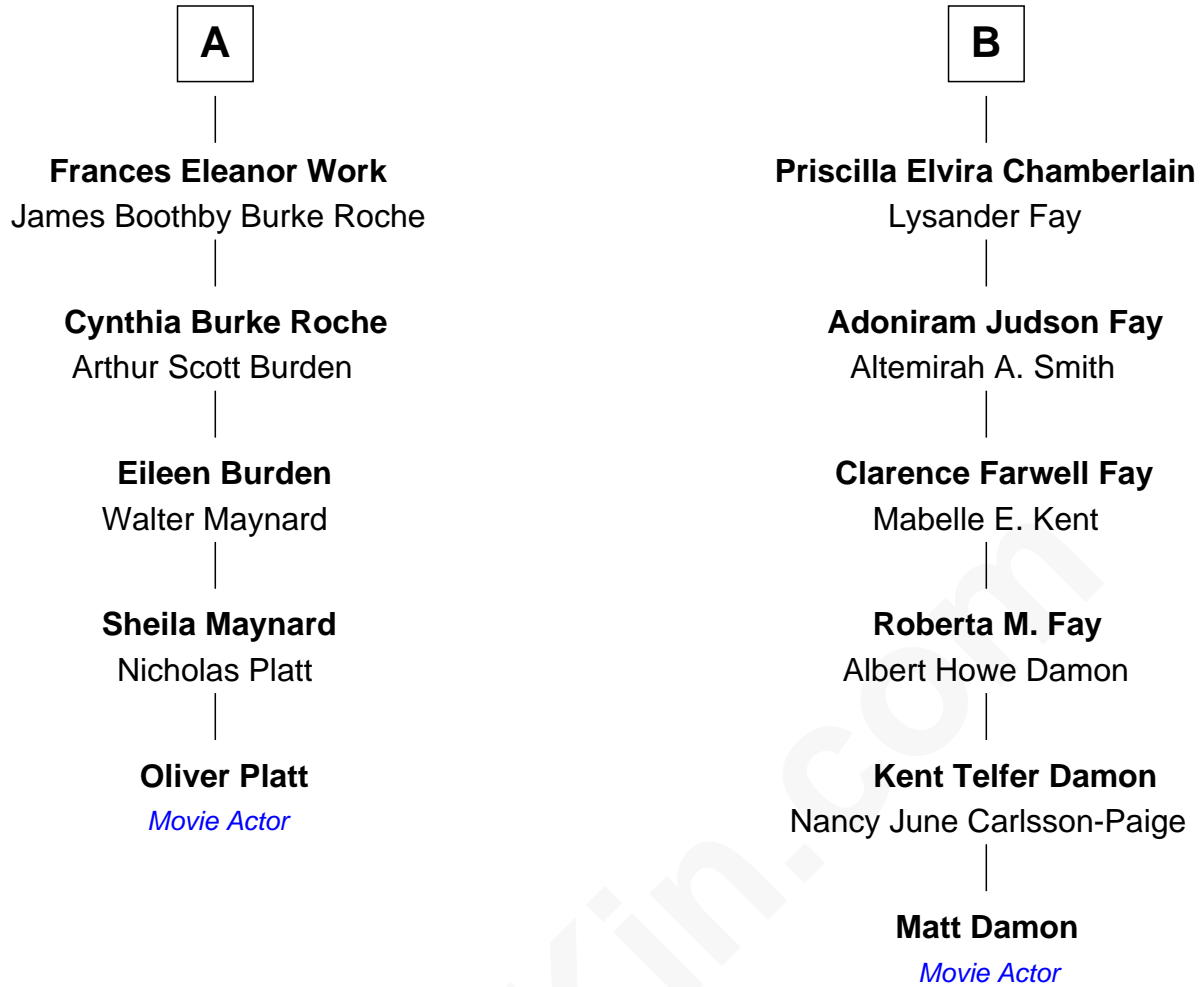 A
Frances Eleanor Work
James Boothby Burke Roche
Cynthia Burke Roche
Arthur Scott Burden
Eileen Burden
Walter Maynard
Sheila Maynard
Nicholas Platt
Oliver Platt
Movie Actor
B
Priscilla Elvira Chamberlain
Lysander Fay
Adoniram Judson Fay
Altemirah A. Smith
Clarence Farwell Fay
Mabelle E. Kent
Roberta M. Fay
Albert Howe Damon
Kent Telfer Damon
Nancy June Carlsson-Paige
Matt Damon
Movie Actor
Kin.com